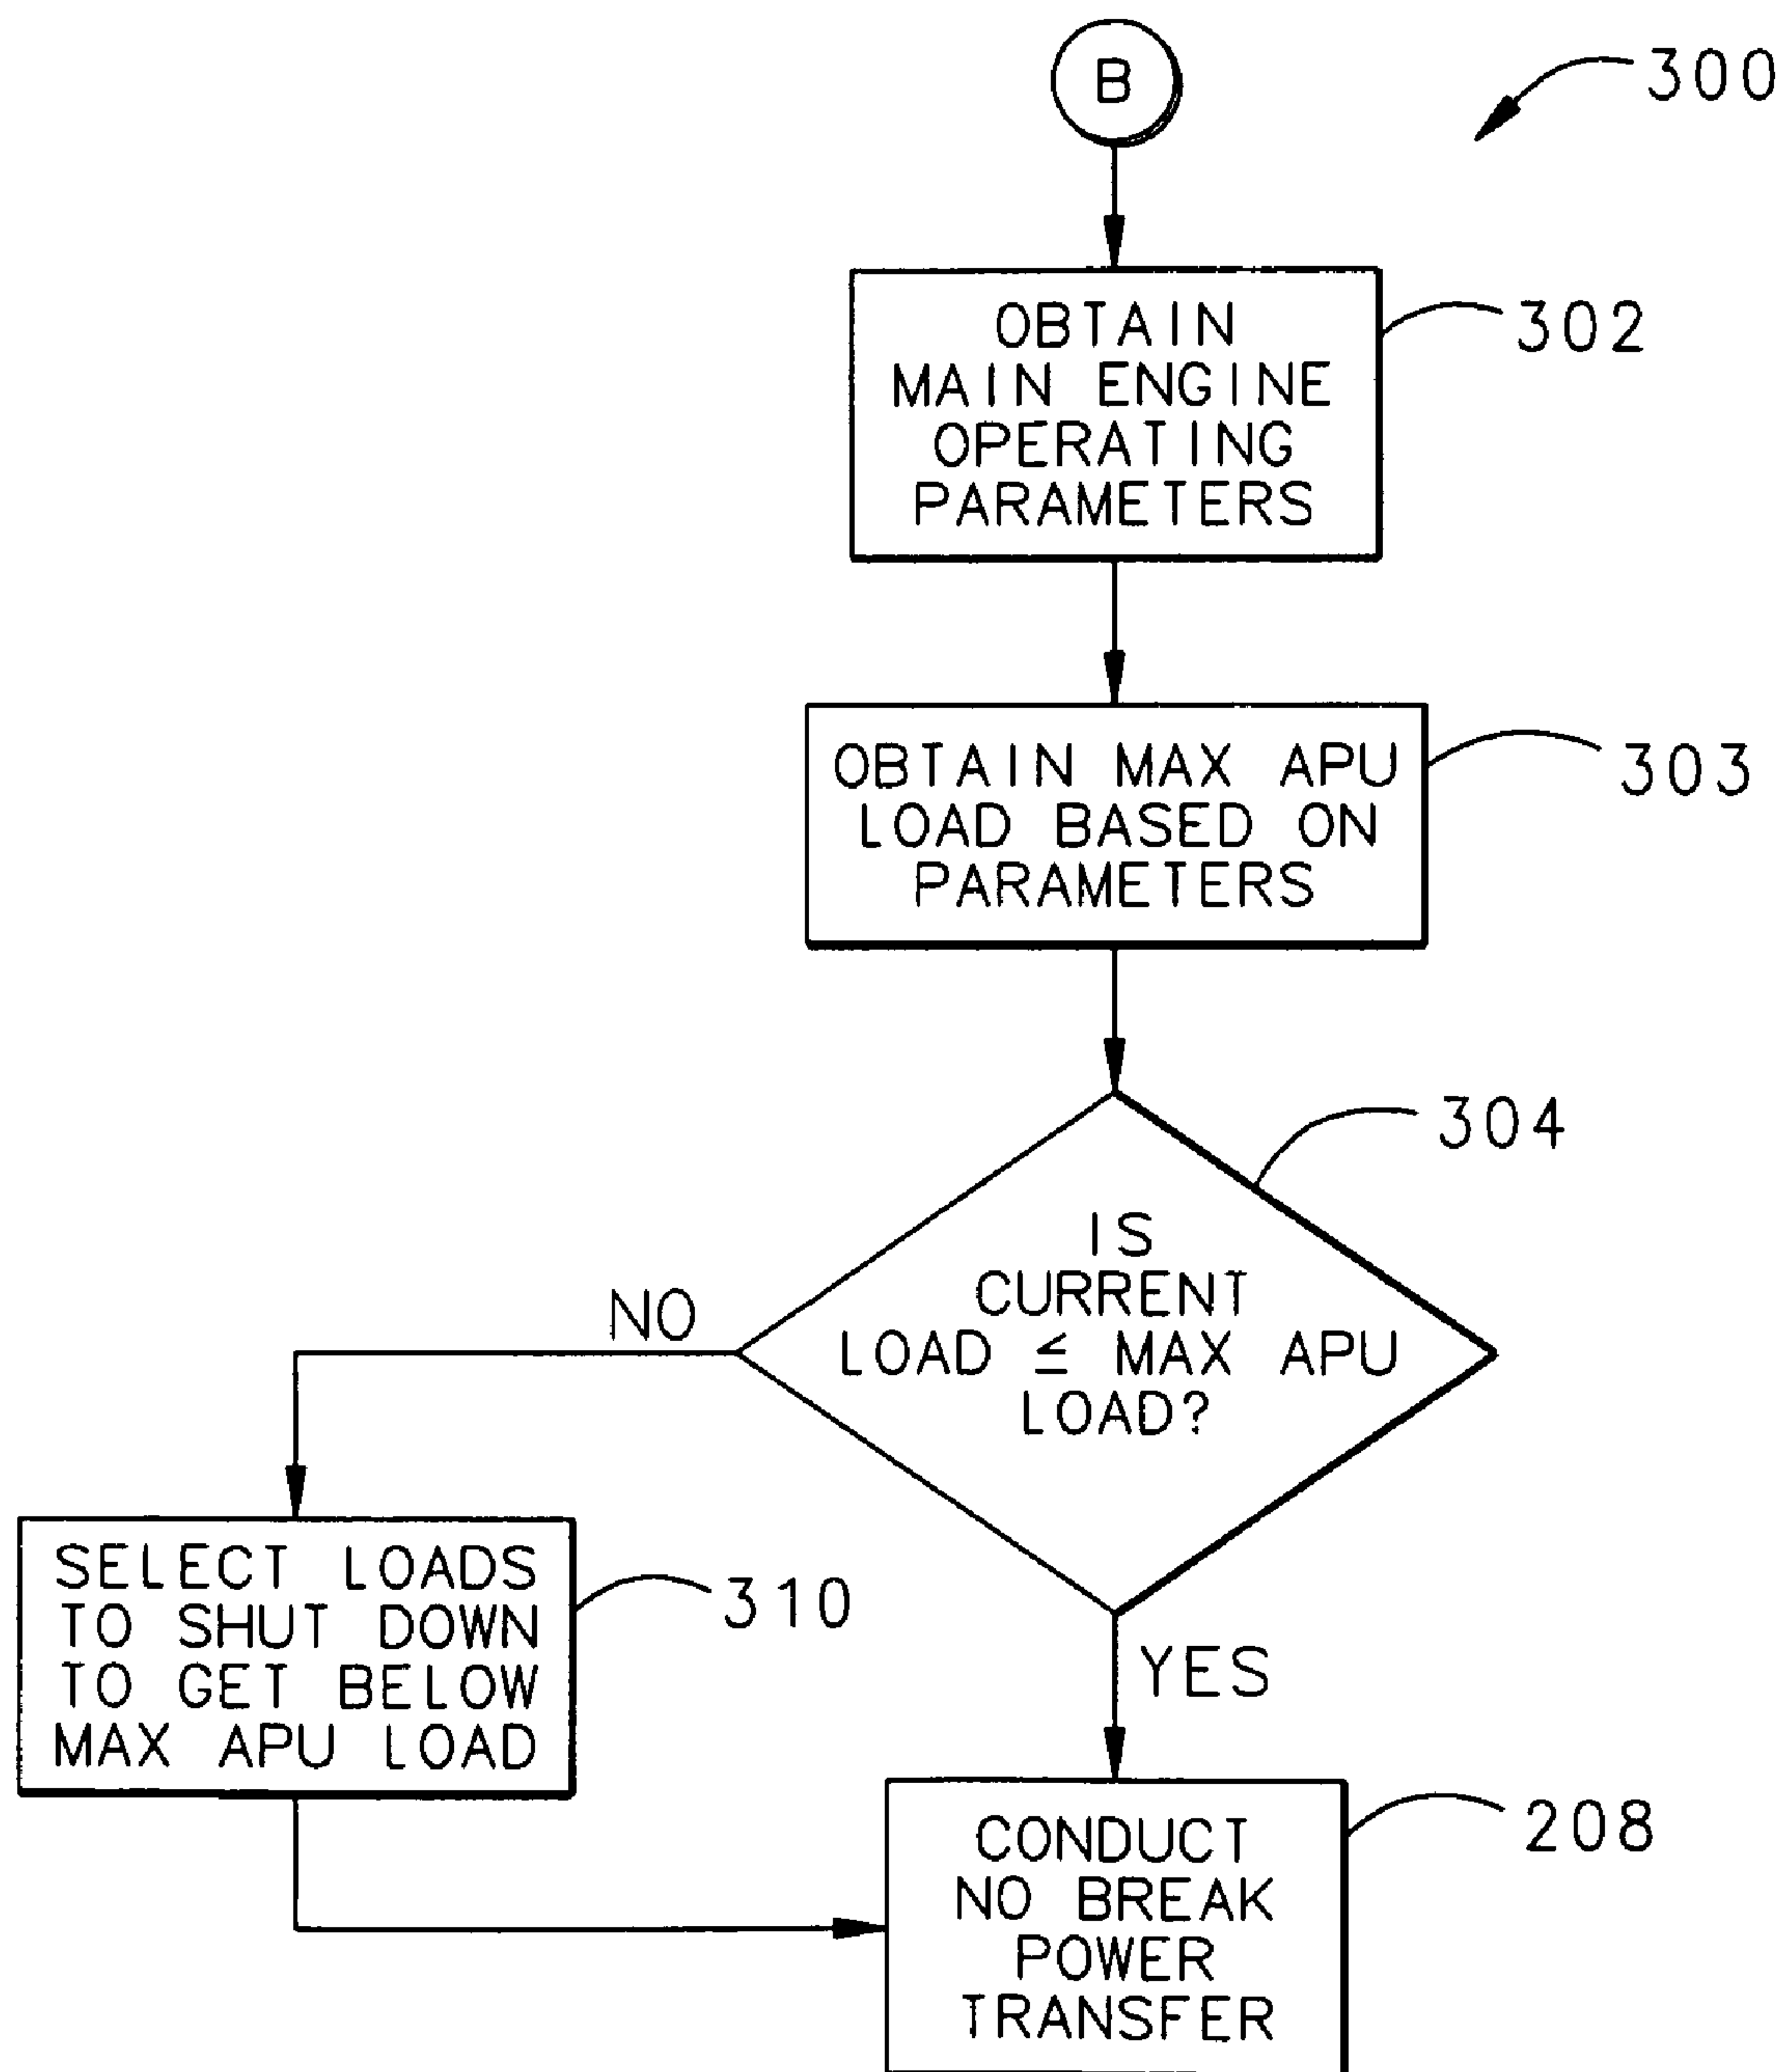 B
300
OBTAIN
MAIN ENGINE
OPERATING
PARAMETERS
302
OBTAIN MAX APU
LOAD BASED ON
PARAMETERS
303
304
IS
CURRENT
LOAD ≤ MAX APU
LOAD?
NO
SELECT LOADS
TO SHUT DOWN
TO GET BELOW
MAX APU LOAD
310
YES
CONDUCT
NO BREAK
POWER
TRANSFER
208